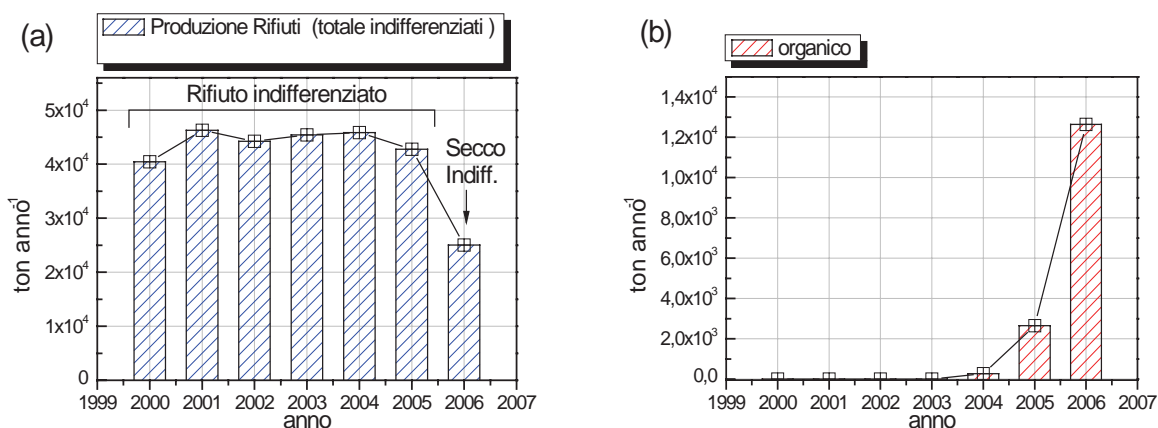 (a)
Produzione Rifiuti (totale indifferenziati )
Rifiuto indifferenziato
Secco
Indiff.
5x10⁴
4x10⁴
3x10⁴
2x10⁴
1x10⁴
0
ton anno⁻¹
1999 2000 2001 2002 2003 2004 2005 2006 2007
anno
(b)
organico
1,4x10⁴
1,2x10⁴
1,0x10⁴
8,0x10³
6,0x10³
4,0x10³
2,0x10³
0,0
ton anno⁻¹
1999 2000 2001 2002 2003 2004 2005 2006 2007
anno